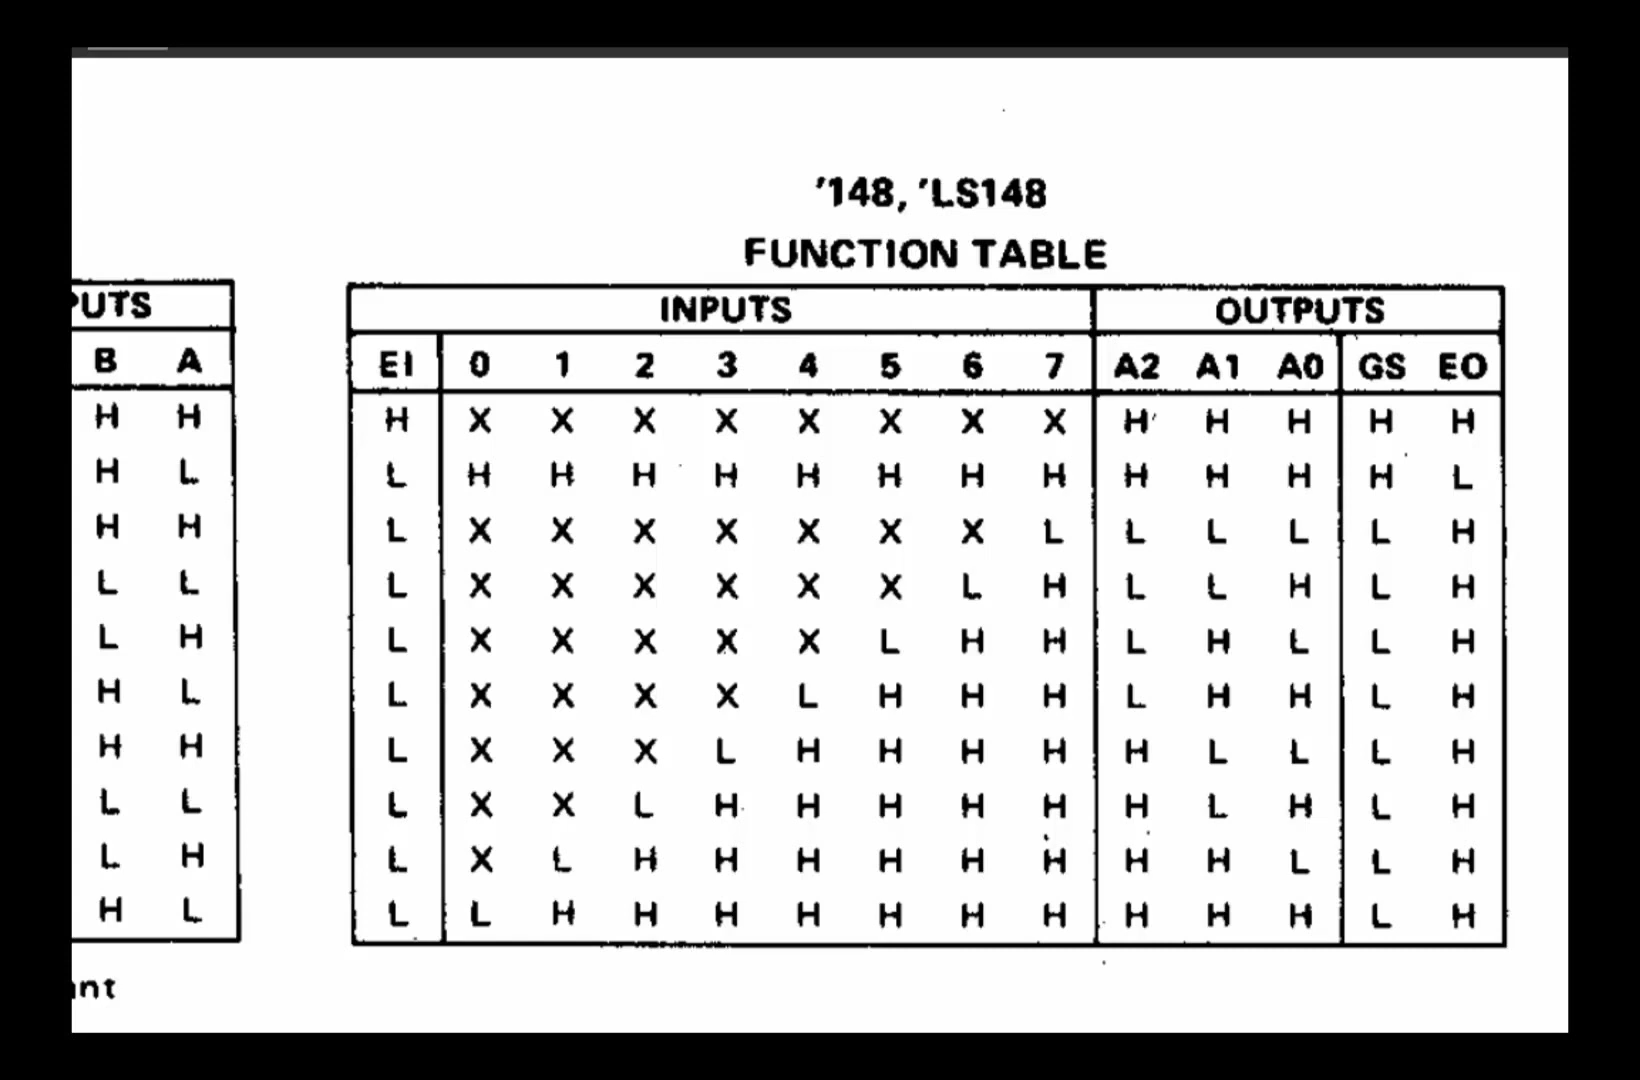 '148, 'LS148
FUNCTION TABLE
PUTS
B A
H H
H L
H H
L L
L H
H L
H H
L L
L H
H L
INPUTS OUTPUTS
EI 0 1 2 3 4 5 6 7 A2 A1 A0 GS EO
H X X X X X X X X H H H H H
L H H H H H H H H H H H H L
L X X X X X X X L L L L L H
L X X X X X X L H L L H L H
L X X X X X L H H L H L L H
L X X X X L H H H L H H L H
L X X X L H H H H H L L L H
L X X L H H H H H H L H L H
L X L H H H H H H H H L L H
L L H H H H H H H H H H L H
nt